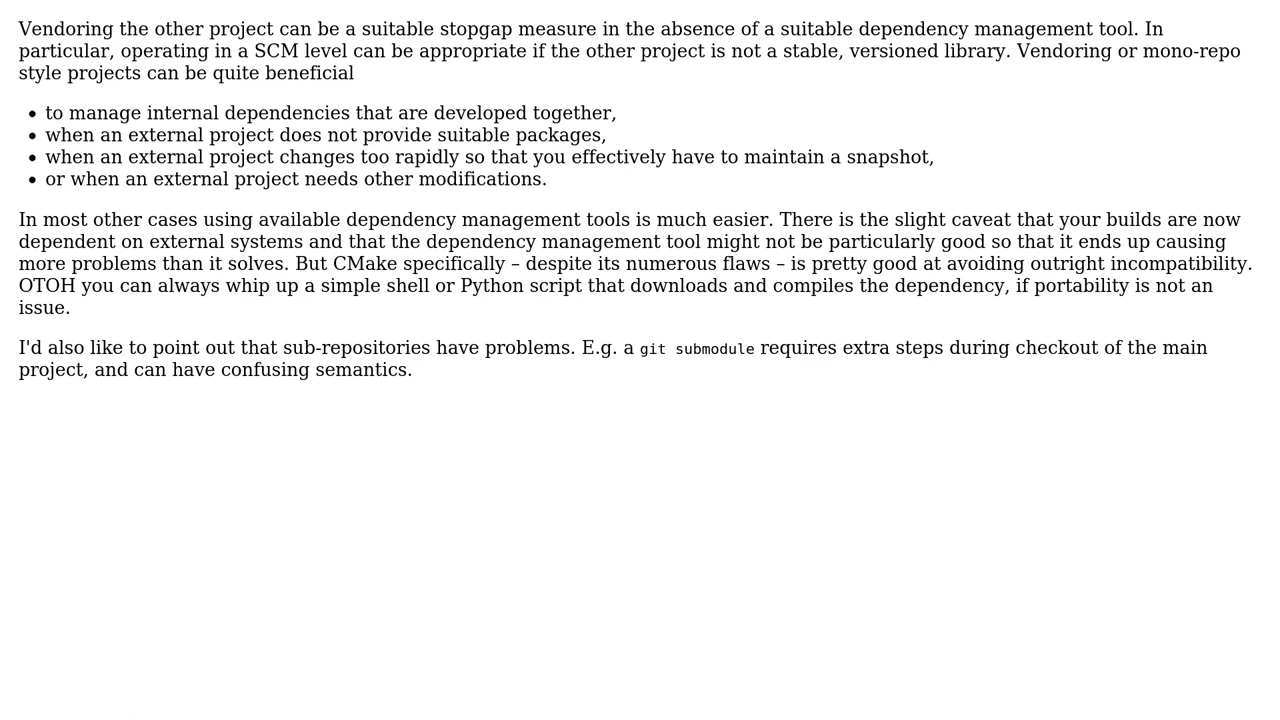 Vendoring the other project can be a suitable stopgap measure in the absence of a suitable dependency management tool. In
particular, operating in a SCM level can be appropriate if the other project is not a stable, versioned library. Vendoring or mono-repo
style projects can be quite beneficial
• to manage internal dependencies that are developed together,
• when an external project does not provide suitable packages,
• when an external project changes too rapidly so that you effectively have to maintain a snapshot,
• or when an external project needs other modifications.
In most other cases using available dependency management tools is much easier. There is the slight caveat that your builds are now
dependent on external systems and that the dependency management tool might not be particularly good so that it ends up causing
more problems than it solves. But CMake specifically – despite its numerous flaws – is pretty good at avoiding outright incompatibility.
OTOH you can always whip up a simple shell or Python script that downloads and compiles the dependency, if portability is not an
issue.
I'd also like to point out that sub-repositories have problems. E.g. a git submodule requires extra steps during checkout of the main
project, and can have confusing semantics.